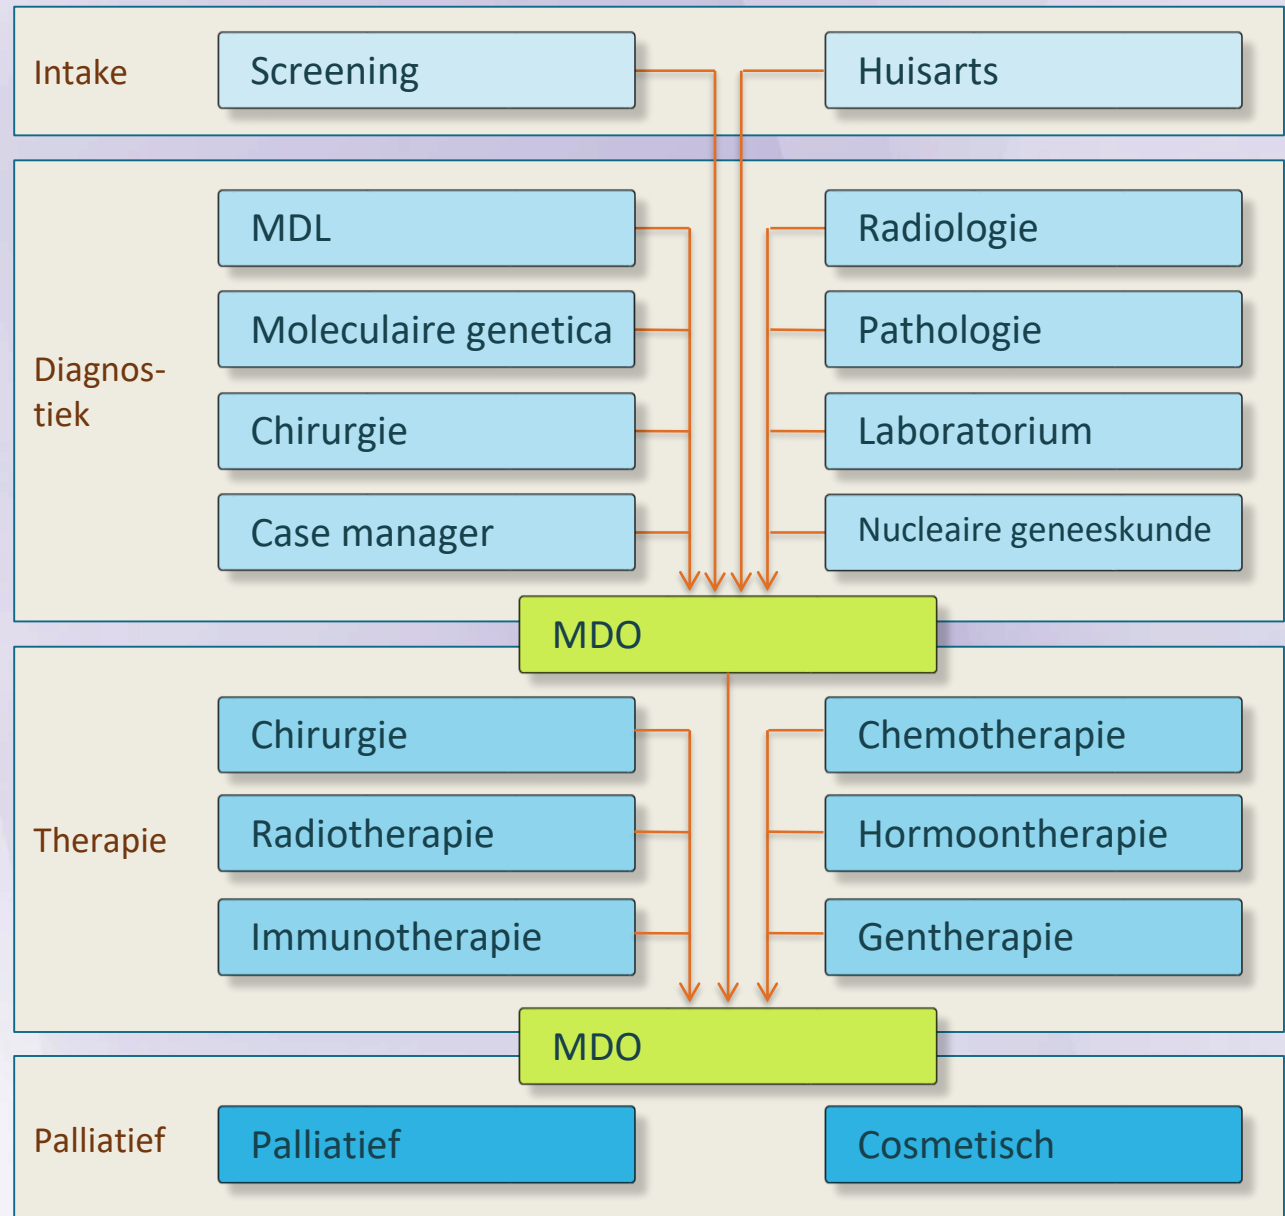 Intake
Screening
Huisarts
Diagnos-
tiek
MDL
Radiologie
Moleculaire genetica
Pathologie
Chirurgie
Laboratorium
Case manager
Nucleaire geneeskunde
MDO
Therapie
Chirurgie
Chemotherapie
Radiotherapie
Hormoontherapie
Immunotherapie
Gentherapie
MDO
Palliatief
Palliatief
Cosmetisch